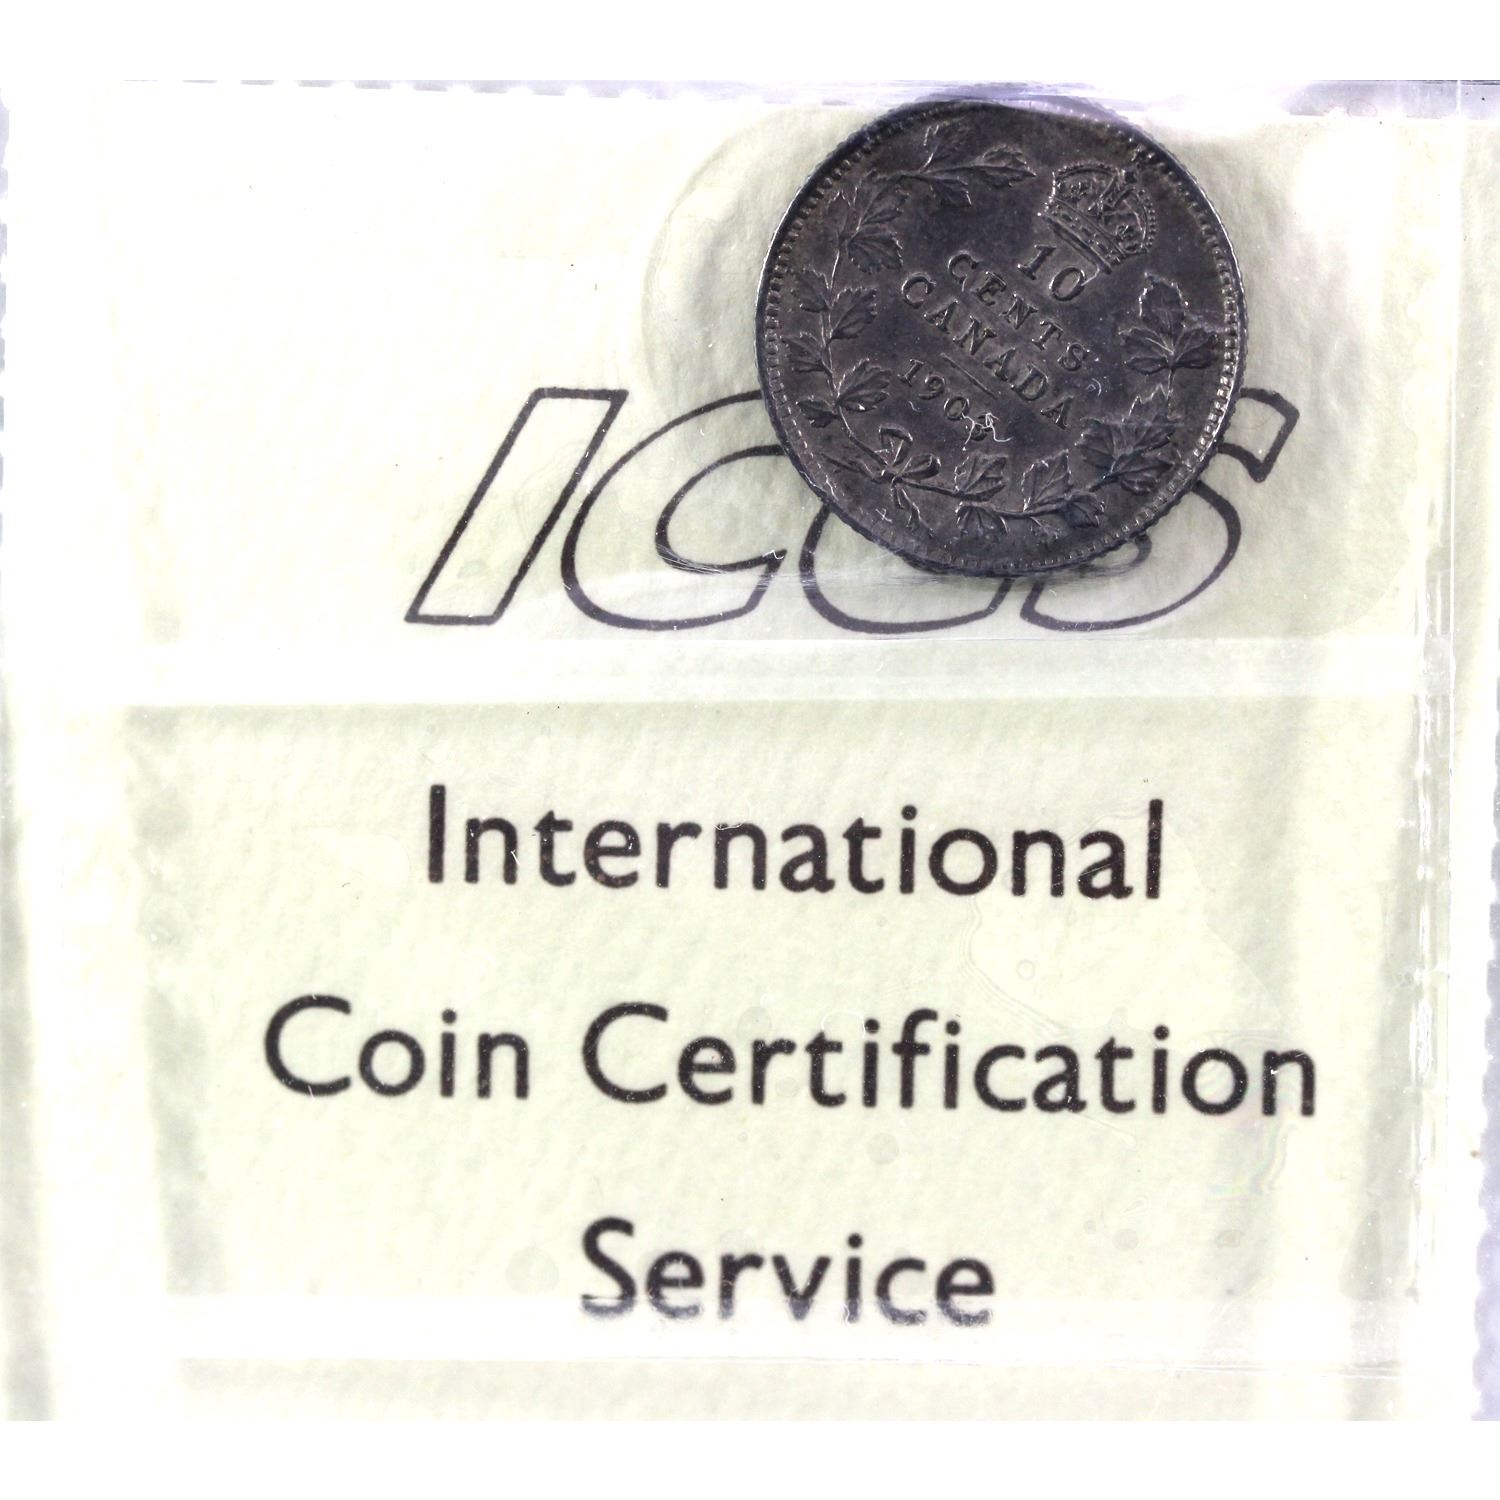 10
CENTS
CANADA
ICCS
International
Coin Certification
Service